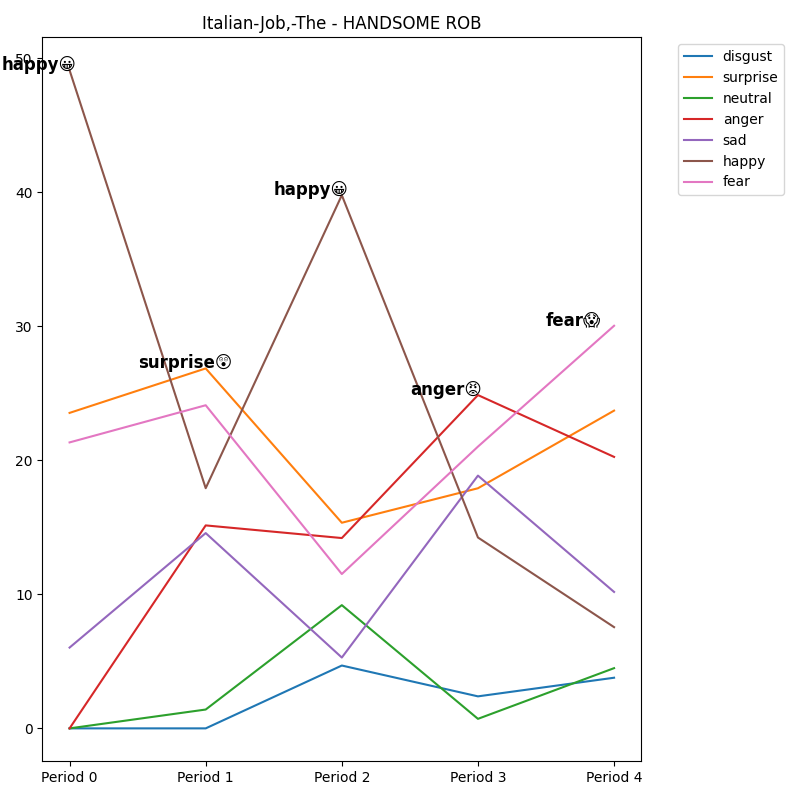 Italian-Job,-The - HANDSOME ROB
50
happy😀
disgust
surprise
neutral
anger
sad
happy
fear
40
happy😀
30
fear😱
surprise😲
anger😡
20
10
0
Period 0 Period 1 Period 2 Period 3 Period 4